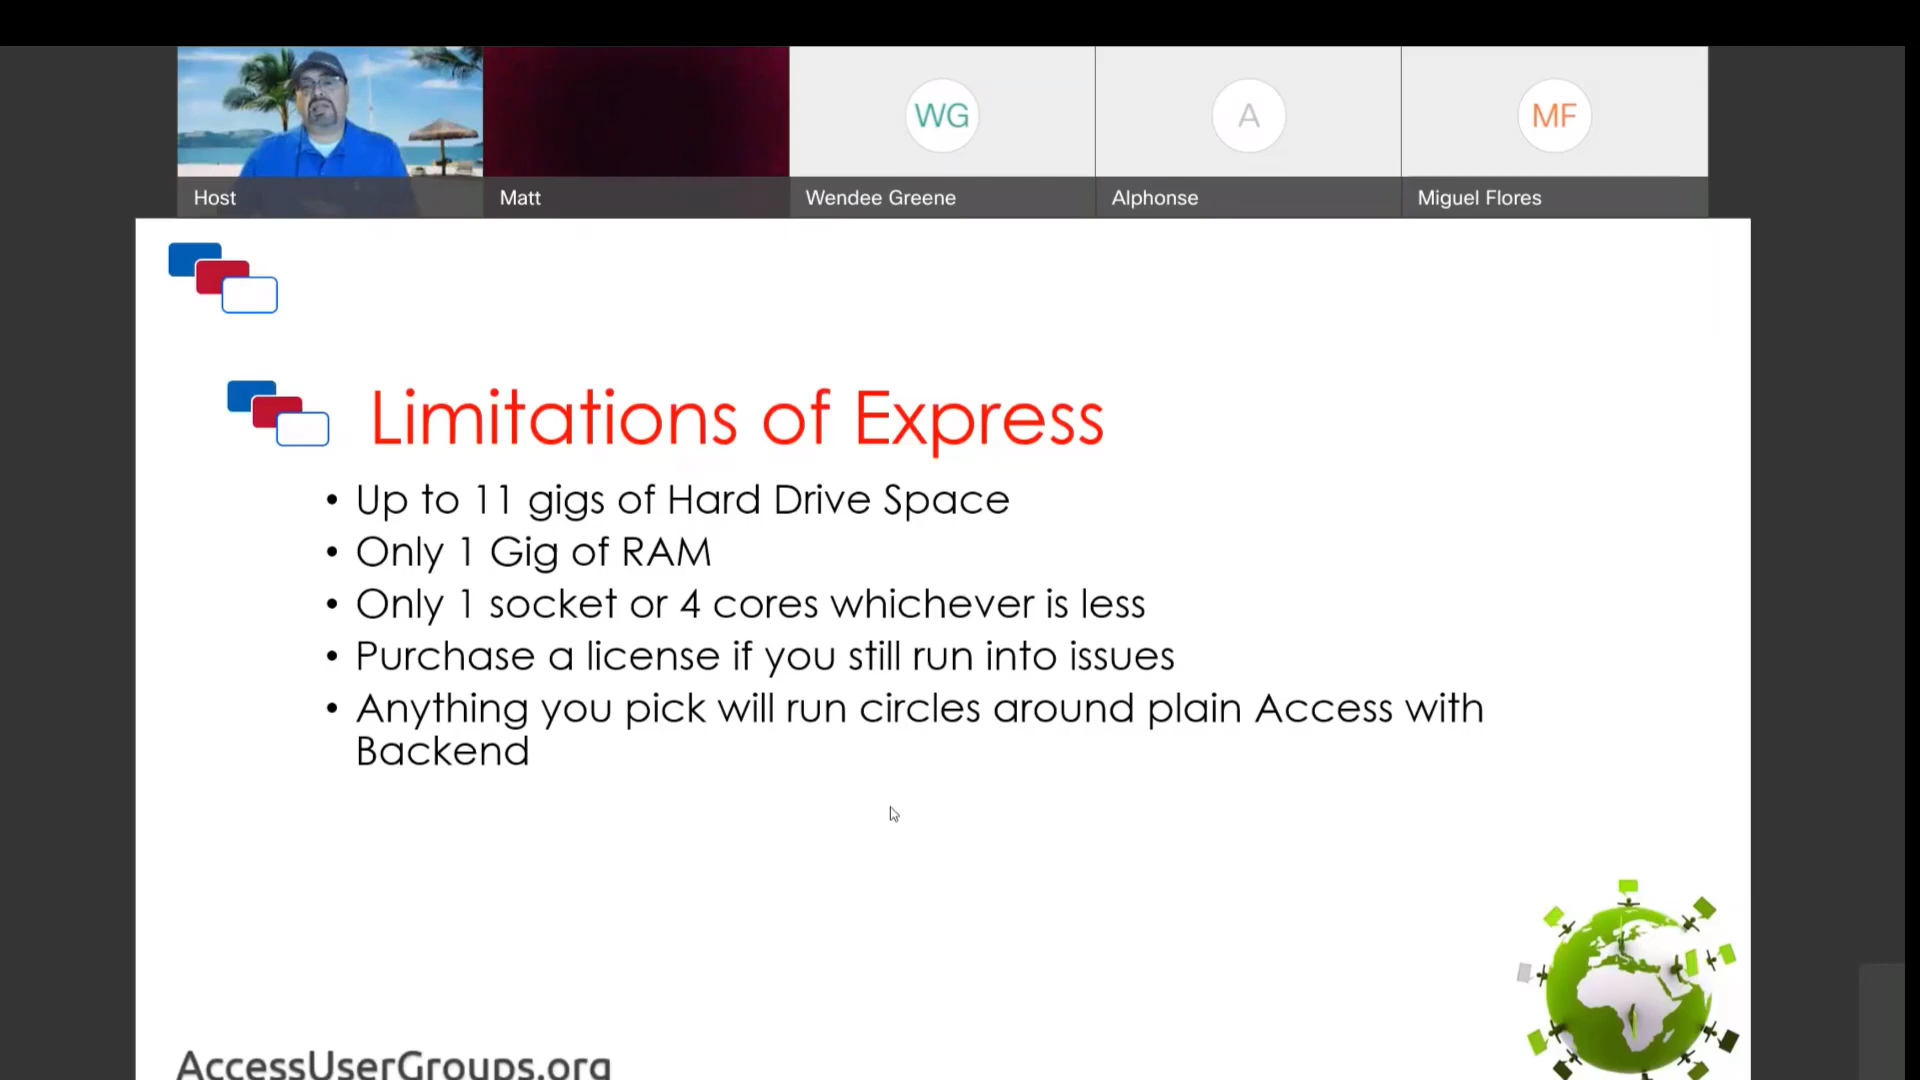 WG
A
MF
Host
Matt
Wendee Greene
Alphonse
Miguel Flores
Limitations of Express
• Up to 11 gigs of Hard Drive Space
• Only 1 Gig of RAM
• Only 1 socket or 4 cores whichever is less
• Purchase a license if you still run into issues
• Anything you pick will run circles around plain Access with
Backend
AccessUserGroups.org